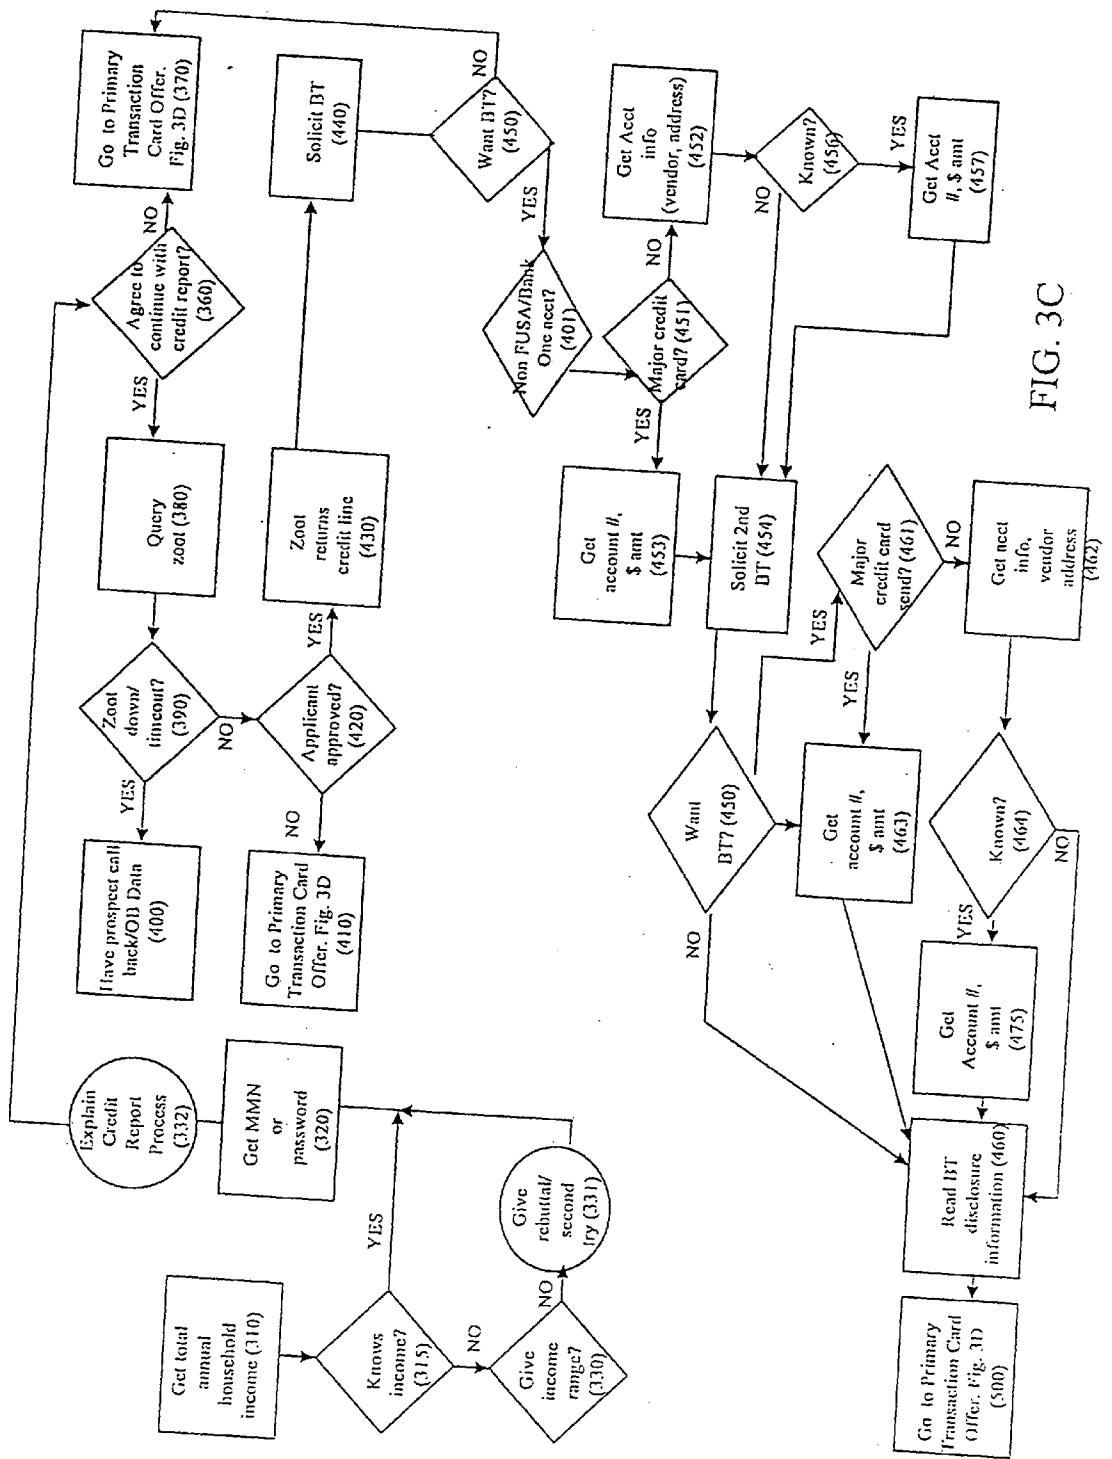 Get total
annual
household
income (310)
Knows
income?
(315)
YES
NO
Give
income
range?
(330)
NO
Give
rebuttal/
second
try (331)
Get MMN
or
password
(320)
Explain
Credit
Report
Process
(332)
Agree to
continue with
credit report?
(360)
NO
Go to Primary
Transaction
Card Offer.
Fig. 3D (370)
YES
Query
zoot (380)
Zoot
down/
timeout?
(390)
YES
Have prospect call
back/OB Data
(400)
NO
Applicant
approved?
(420)
NO
Go to Primary
Transaction Card
Offer. Fig. 3D
(410)
YES
Zoot
returns
credit line
(430)
Solicit BT
(440)
Want BT?
(450)
NO
YES
Non FUSA/Bank
One acct?
(401)
Major credit
card? (451)
NO
Get Acct
info
(vendor, address)
(452)
Known?
(456)
NO
YES
Get Acct
#, $ amt
(457)
YES
Get
account #,
$ amt
(453)
Solicit 2nd
BT (454)
Want
BT? (450)
NO
YES
Major
credit card
send? (461)
YES
NO
Get
account #,
$ amt
(463)
Get acct
info,
vendor
address
(462)
Known?
(464)
YES
NO
Get
Account #,
$ amt
(475)
Read BT
disclosure
information (460)
Go to Primary
Transaction Card
Offer. Fig. 3D
(500)
FIG. 3C